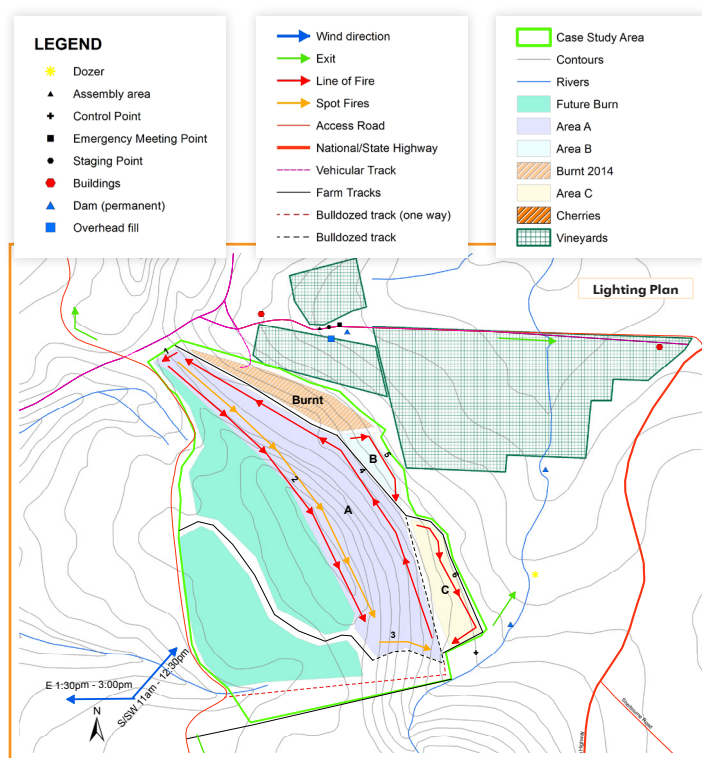 LEGEND
Dozer
Assembly area
Control Point
Emergency Meeting Point
Staging Point
Buildings
Dam (permanent)
Overhead fill
Wind direction
Exit
Line of Fire
Spot Fires
Access Road
National/State Highway
Vehicular Track
Farm Tracks
Bulldozed track (one way)
Bulldozed track
Case Study Area
Contours
Rivers
Future Burn
Area A
Area B
Burnt 2014
Area C
Cherries
Vineyards
Lighting Plan
Burnt
B
5
4
2
A
6
C
3
E 1:30pm - 3:00pm
S/SW 11am - 12:30pm
N
Highway
Road